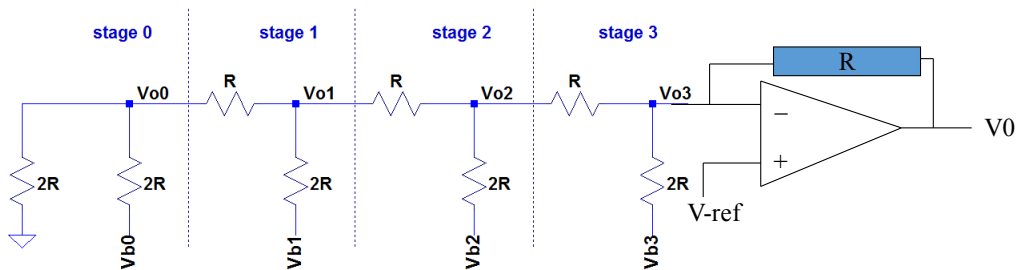 stage 0 stage 1 stage 2 stage 3
R
Vo0 R Vo1 R Vo2 R Vo3
V0
2R 2R 2R 2R 2R
V-ref
Vb0 Vb1 Vb2 Vb3